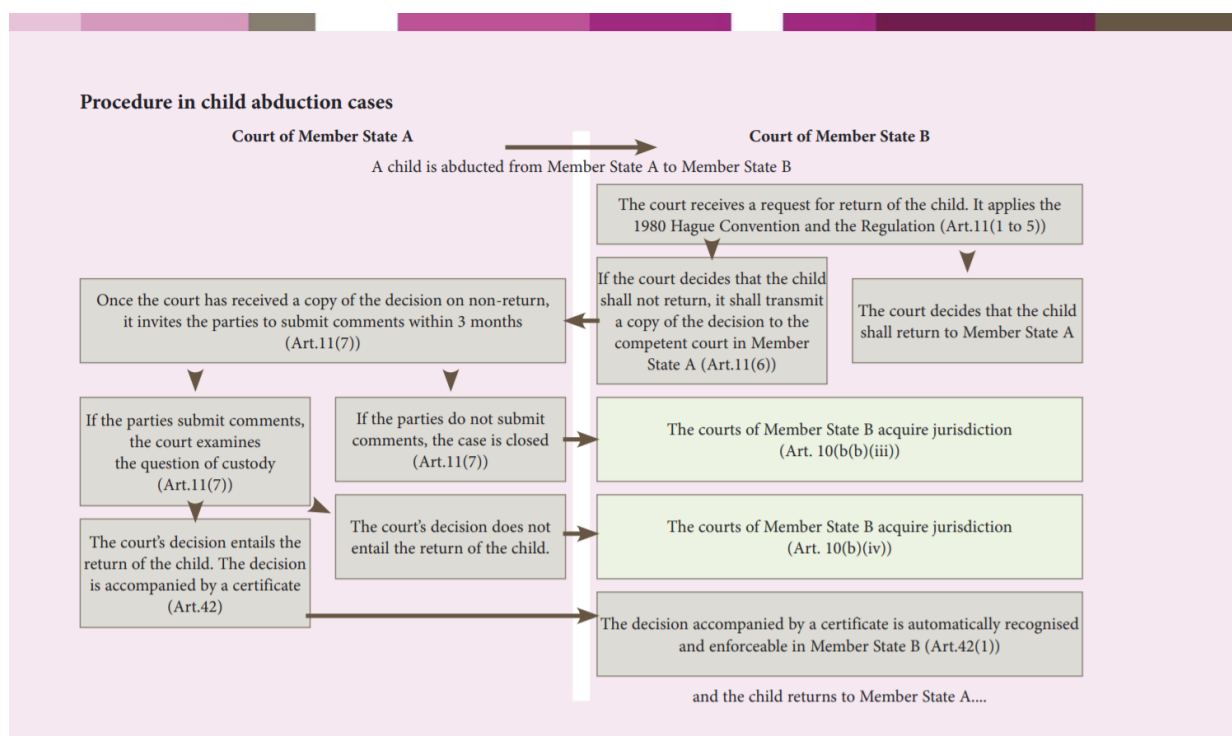 Procedure in child abduction cases
Court of Member State A
Court of Member State B
A child is abducted from Member State A to Member State B
The court receives a request for return of the child. It applies the
1980 Hague Convention and the Regulation (Art.11(1 to 5))
If the court decides that the child
shall not return, it shall transmit
a copy of the decision to the
competent court in Member
State A (Art.11(6))
The court decides that the child
shall return to Member State A
Once the court has received a copy of the decision on non-return,
it invites the parties to submit comments within 3 months
(Art.11(7))
If the parties submit comments,
the court examines
the question of custody
(Art.11(7))
If the parties do not submit
comments, the case is closed
(Art.11(7))
The courts of Member State B acquire jurisdiction
(Art. 10(b(b)(iii))
The court’s decision entails the
return of the child. The decision
is accompanied by a certificate
(Art.42)
The court’s decision does not
entail the return of the child.
The courts of Member State B acquire jurisdiction
(Art. 10(b)(iv))
The decision accompanied by a certificate is automatically recognised
and enforceable in Member State B (Art.42(1))
and the child returns to Member State A....